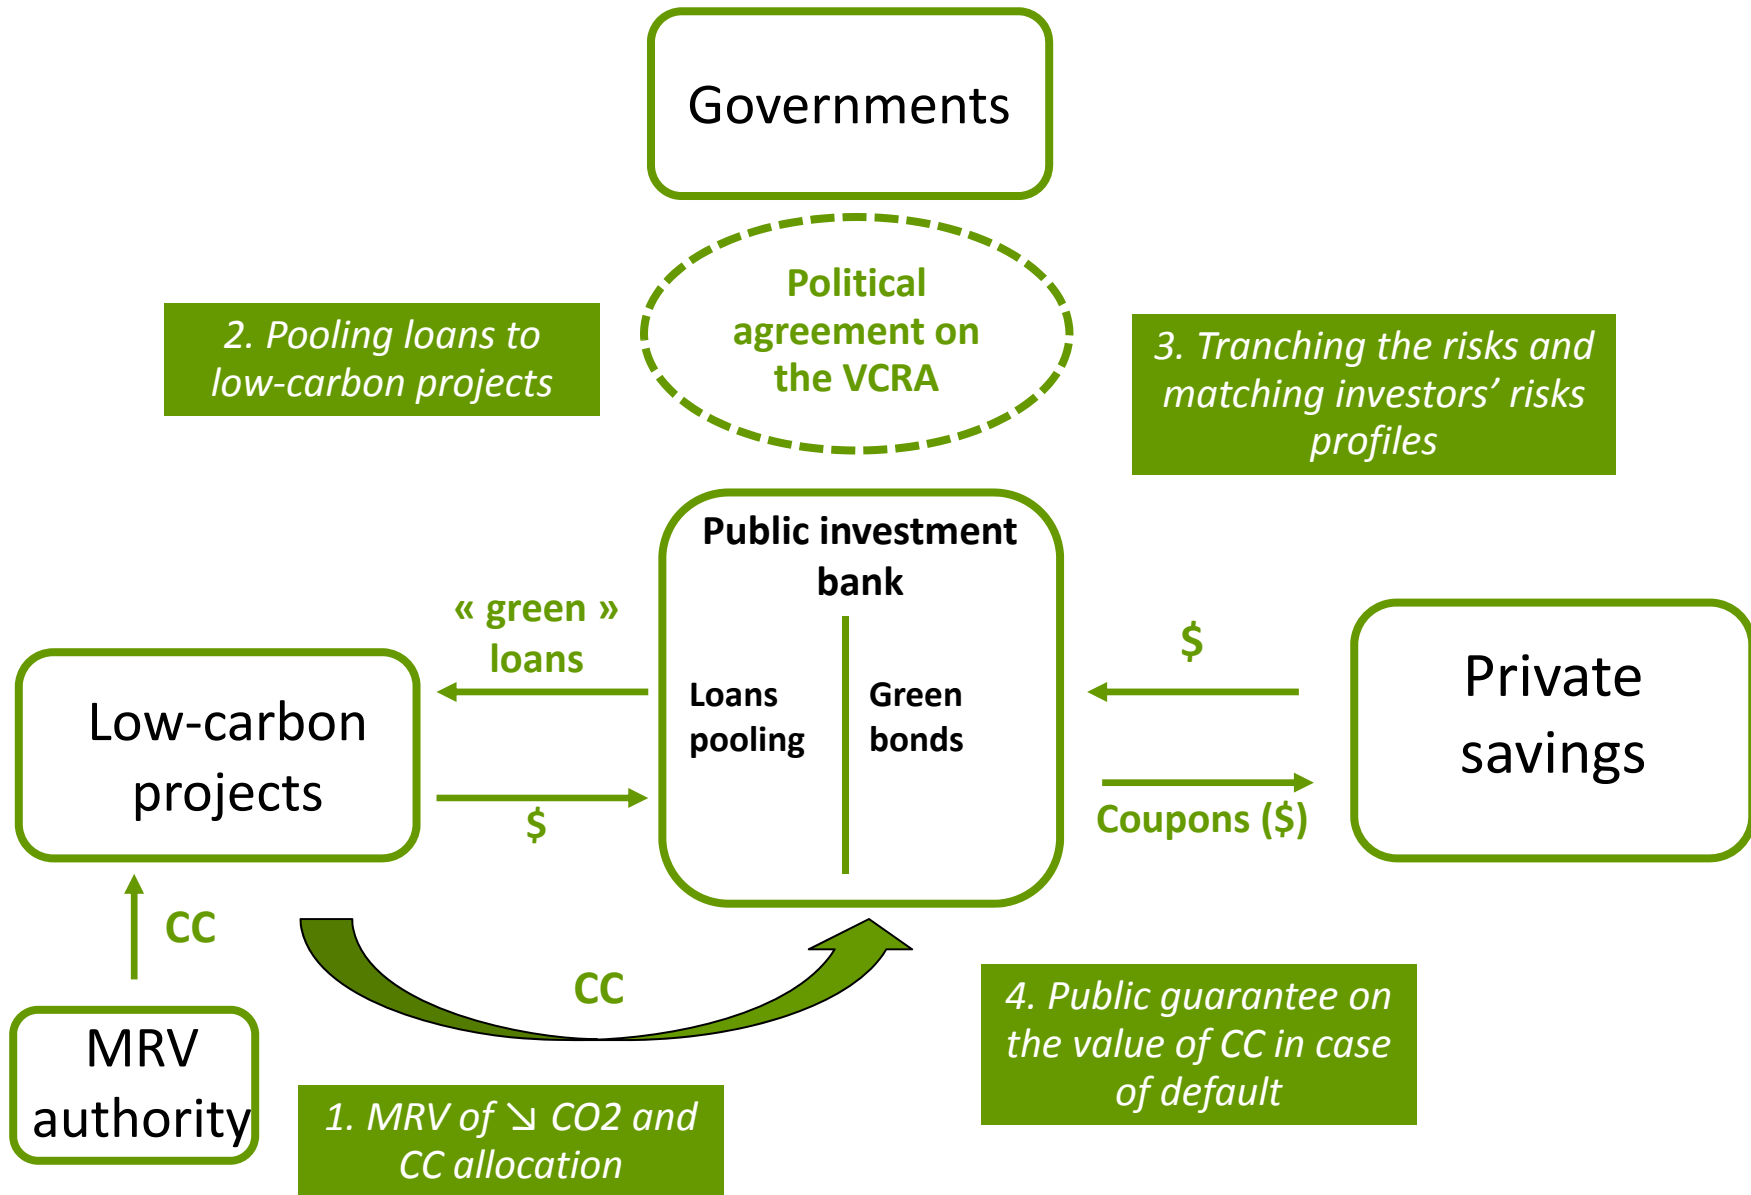 Governments
Political
agreement on
the VCRA
2. Pooling loans to
low-carbon projects
3. Tranching the risks and
matching investors’ risks
profiles
Public investment
bank
Loans
pooling
Green
bonds
« green »
loans
$
$
Coupons ($)
Low-carbon
projects
Private
savings
CC
CC
MRV
authority
1. MRV of ↘ CO2 and
CC allocation
4. Public guarantee on
the value of CC in case
of default